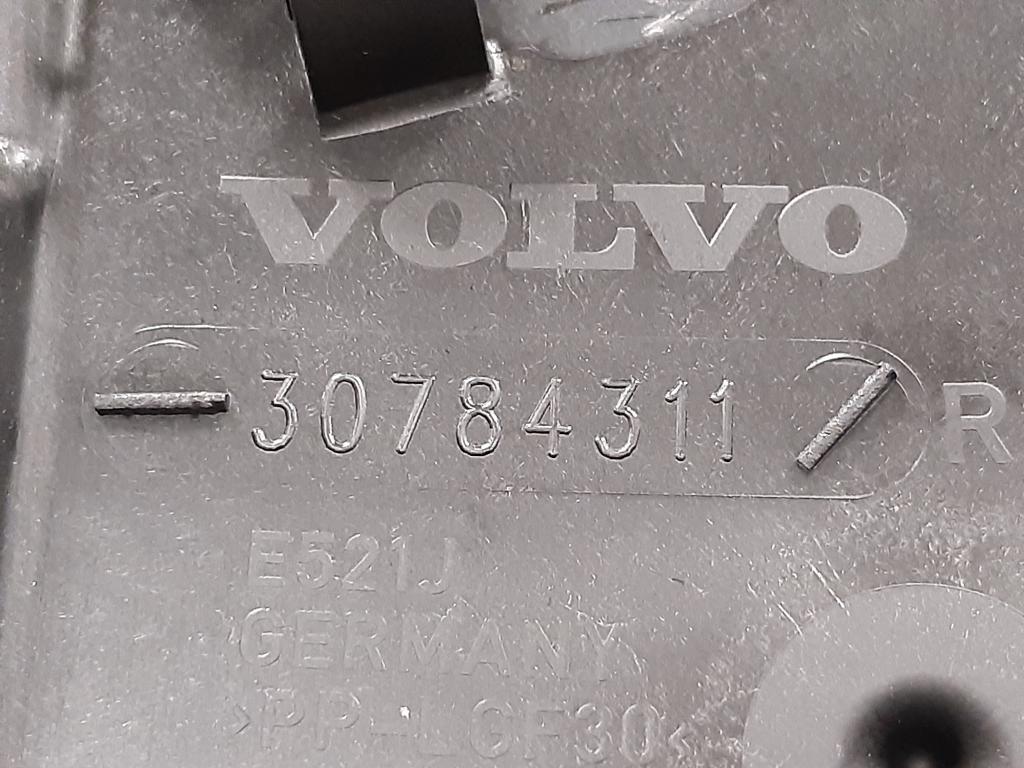 VOLVO
30784311 R
E521J
GERMANY
>PP-LGF30<